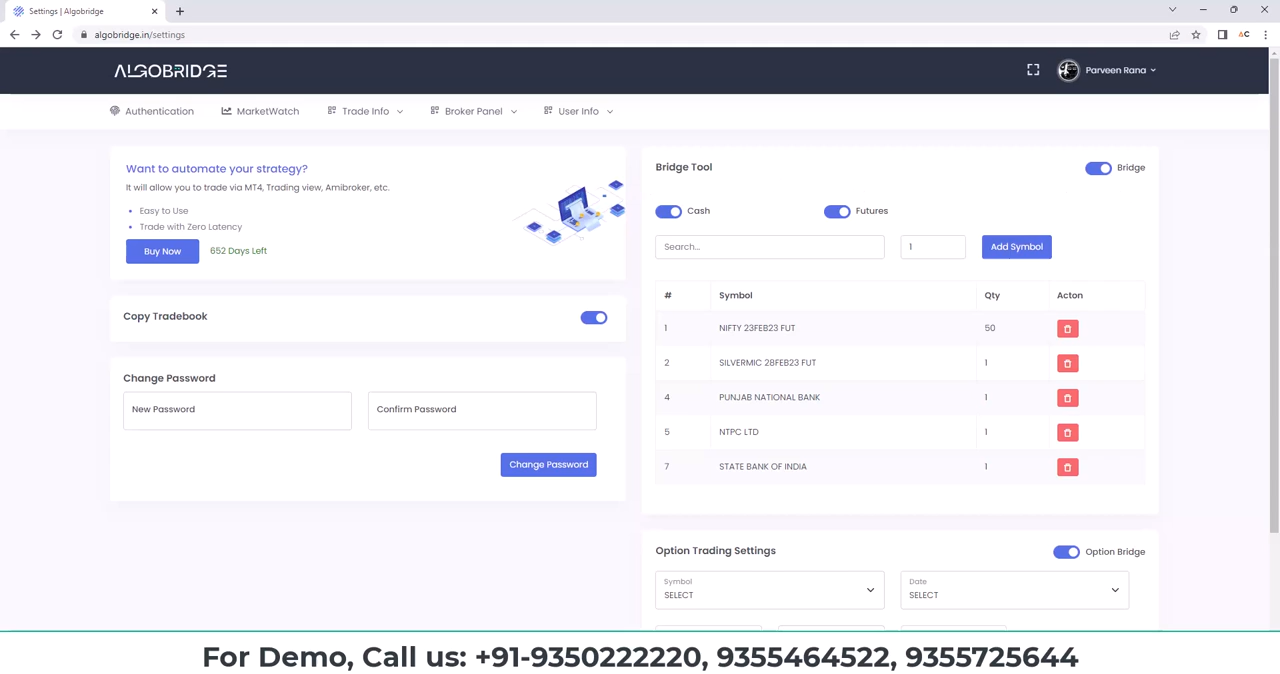 Settings | Algobridge
algobridge.in/settings
ALGOBRIDGE
Parveen Rana
Authentication
MarketWatch
Trade Info
Broker Panel
User Info
Want to automate your strategy?
It will allow you to trade via MT4, Trading view, Amibroker, etc.
Easy to Use
Trade with Zero Latency
Buy Now
652 Days Left
Copy Tradebook
Change Password
New Password
Confirm Password
Change Password
Bridge Tool
Bridge
Cash
Futures
Search...
1
Add Symbol
# Symbol Qty Acton
1 NIFTY 23FEB23 FUT 50
2 SILVERMIC 28FEB23 FUT 1
4 PUNJAB NATIONAL BANK 1
5 NTPC LTD 1
7 STATE BANK OF INDIA 1
Option Trading Settings
Option Bridge
Symbol
SELECT
Date
SELECT
For Demo, Call us: +91-9350222220, 9355464522, 9355725644